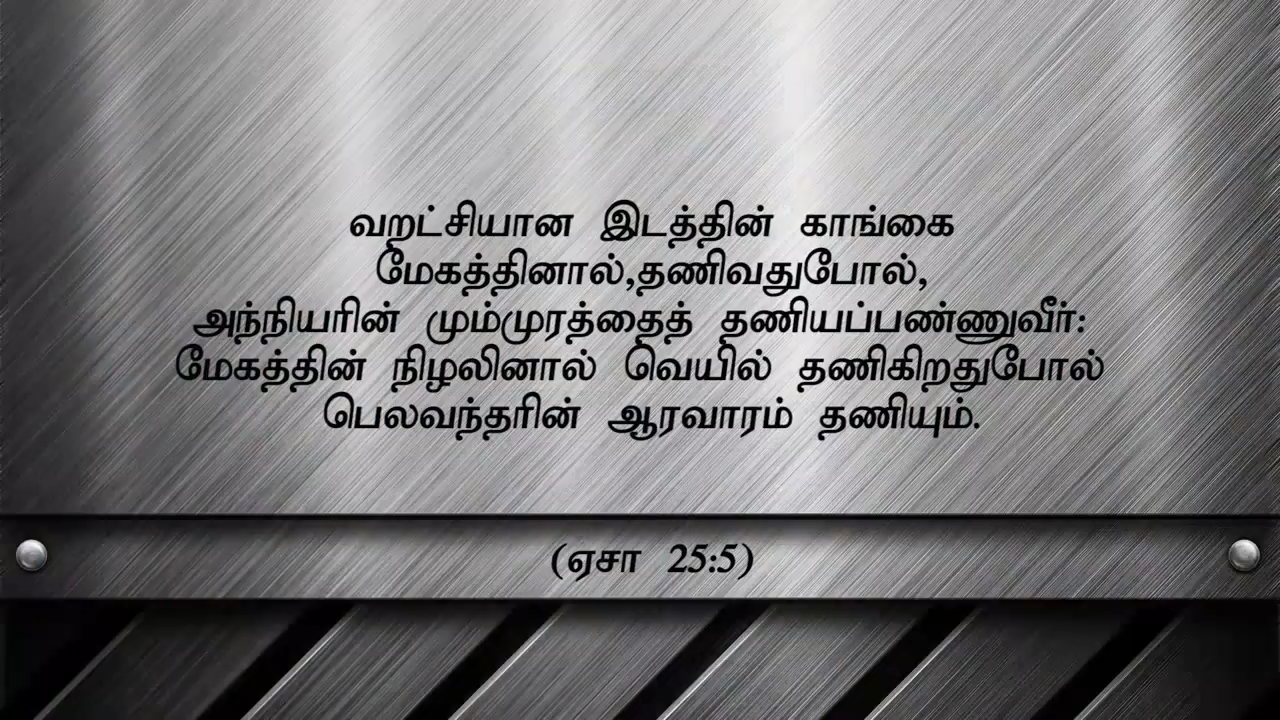 வறட்சியான இடத்தின் காங்கை
மேகத்தினால்,தணிவதுபோல்,
அந்நியரின் மும்முரத்தைத் தணியப்பண்ணுவீர்:
மேகத்தின் நிழலினால் வெயில் தணிகிறதுபோல்
பெலவந்தரின் ஆரவாரம் தணியும்.
(ஏசா 25:5)